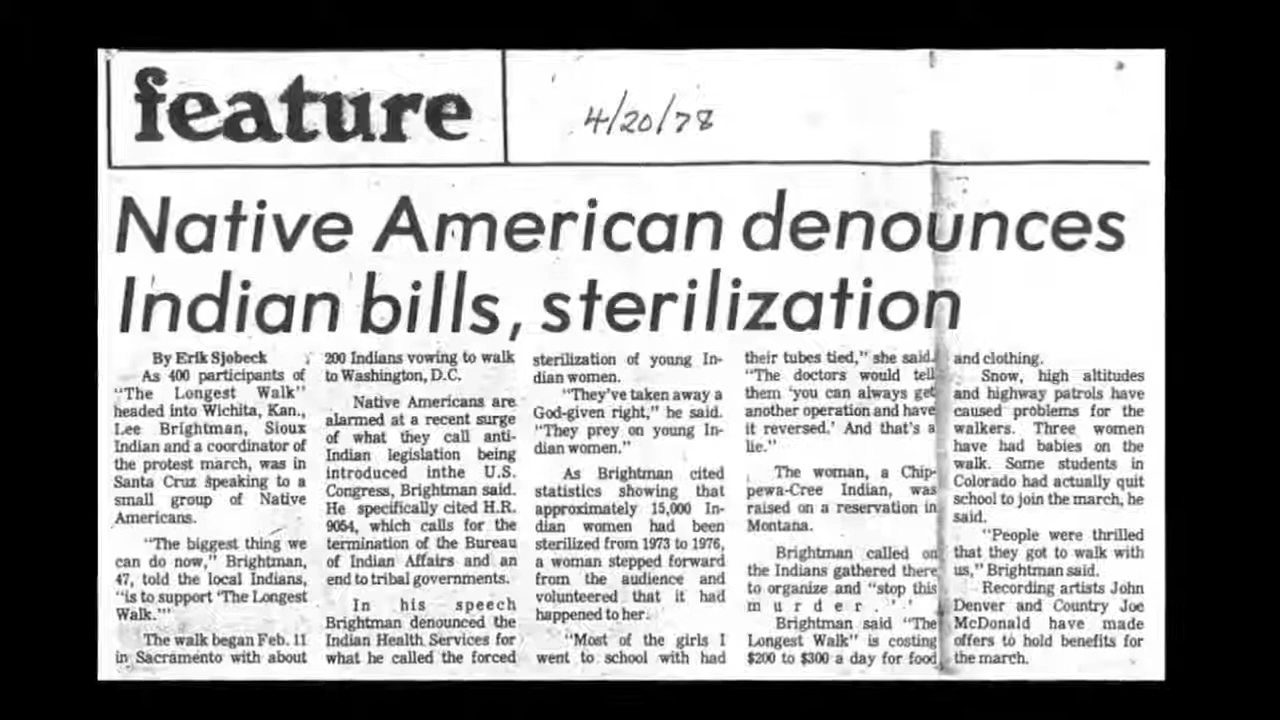 feature
4/20/78
Native American denounces
Indian bills, sterilization
By Erik Sjobeck
As 400 participants of
"The Longest Walk"
headed into Wichita, Kan.,
Lee Brightman, Sioux
Indian and a coordinator of
the protest march, was in
Santa Cruz speaking to a
small group of Native
Americans.
"The biggest thing we
can do now," Brightman,
47, told the local Indians,
"is to support 'The Longest
Walk.'"
The walk began Feb. 11
in Sacramento with about
200 Indians vowing to walk
to Washington, D.C.
Native Americans are
alarmed at a recent surge
of what they call anti-
Indian legislation being
introduced inthe U.S.
Congress, Brightman said.
He specifically cited H.R.
9054, which calls for the
termination of the Bureau
of Indian Affairs and an
end to tribal governments.
In his speech
Brightman denounced the
Indian Health Services for
what he called the forced
sterilization of young In-
dian women.
"They've taken away a
God-given right," he said.
"They prey on young In-
dian women."
As Brightman cited
statistics showing that
approximately 15,000 In-
dian women had been
sterilized from 1973 to 1976,
a woman stepped forward
from the audience and
volunteered that it had
happened to her.
"Most of the girls I
went to school with had
their tubes tied," she said.
"The doctors would tell
them 'you can always get
another operation and have
it reversed.' And that's a
lie."
The woman, a Chip-
pewa-Cree Indian, was
raised on a reservation in
Montana.
Brightman called on
the Indians gathered there
to organize and "stop this
murder."
Brightman said "The
Longest Walk" is costing
$200 to $300 a day for food
and clothing.
Snow, high altitudes
and highway patrols have
caused problems for the
walkers. Three women
have had babies on the
walk. Some students in
Colorado had actually quit
school to join the march, he
said.
"People were thrilled
that they got to walk with
us," Brightman said.
Recording artists John
Denver and Country Joe
McDonald have made
offers to hold benefits for
the march.